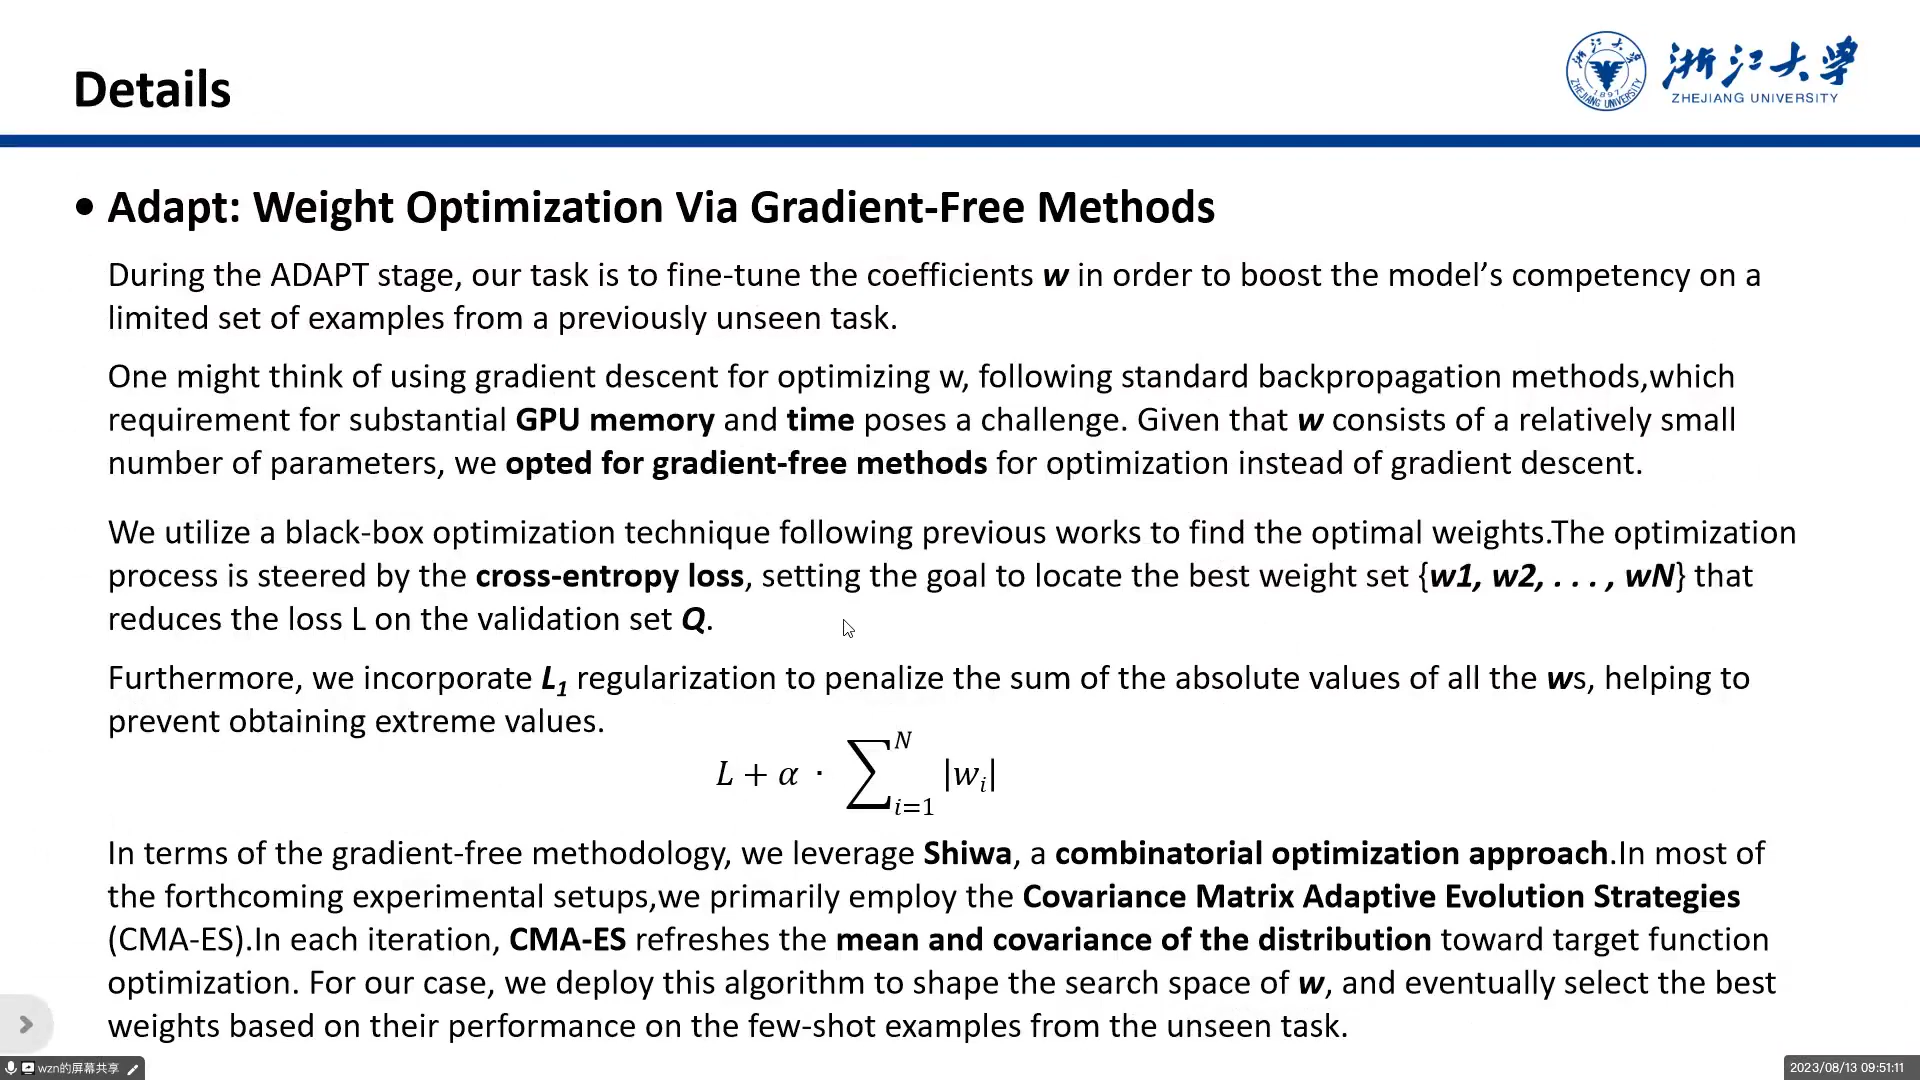 Details
浙江大学
ZHEJIANG UNIVERSITY
• Adapt: Weight Optimization Via Gradient-Free Methods
During the ADAPT stage, our task is to fine-tune the coefficients w in order to boost the model’s competency on a
limited set of examples from a previously unseen task.
One might think of using gradient descent for optimizing w, following standard backpropagation methods,which
requirement for substantial GPU memory and time poses a challenge. Given that w consists of a relatively small
number of parameters, we opted for gradient-free methods for optimization instead of gradient descent.
We utilize a black-box optimization technique following previous works to find the optimal weights.The optimization
process is steered by the cross-entropy loss, setting the goal to locate the best weight set {w1, w2, . . . , wN} that
reduces the loss L on the validation set Q.
Furthermore, we incorporate L1 regularization to penalize the sum of the absolute values of all the ws, helping to
prevent obtaining extreme values.
L + α · ∑_{i=1}^{N} |w_i|
In terms of the gradient-free methodology, we leverage Shiwa, a combinatorial optimization approach.In most of
the forthcoming experimental setups,we primarily employ the Covariance Matrix Adaptive Evolution Strategies
(CMA-ES).In each iteration, CMA-ES refreshes the mean and covariance of the distribution toward target function
optimization. For our case, we deploy this algorithm to shape the search space of w, and eventually select the best
weights based on their performance on the few-shot examples from the unseen task.
wzn的屏幕共享
2023/08/13 09:51:11